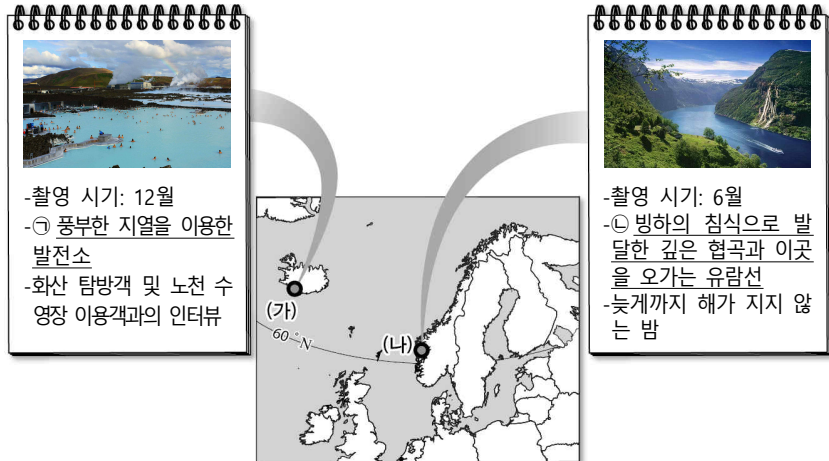 -촬영 시기: 12월
-㉠ 풍부한 지열을 이용한
발전소
-화산 탐방객 및 노천 수
영장 이용객과의 인터뷰
(가)
60°N
(나)
-촬영 시기: 6월
-㉡ 빙하의 침식으로 발
달한 깊은 협곡과 이곳
을 오가는 유람선
-늦게까지 해가 지지 않
는 밤